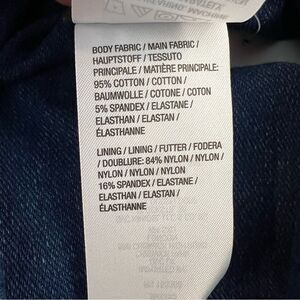 BODY FABRIC / MAIN FABRIC /
HAUPTSTOFF / TESSUTO
PRINCIPALE / MATIÈRE PRINCIPALE:
95% COTTON / COTTON /
BAUMWOLLE / COTONE / COTON
5% SPANDEX / ELASTANE /
ELASTHAN / ELASTAN /
ÉLASTHANNE
LINING / LINING / FUTTER / FODERA
/ DOUBLURE: 84% NYLON / NYLON /
NYLON / NYLON / NYLON
16% SPANDEX / ELASTANE /
ELASTHAN / ELASTAN /
ÉLASTHANNE